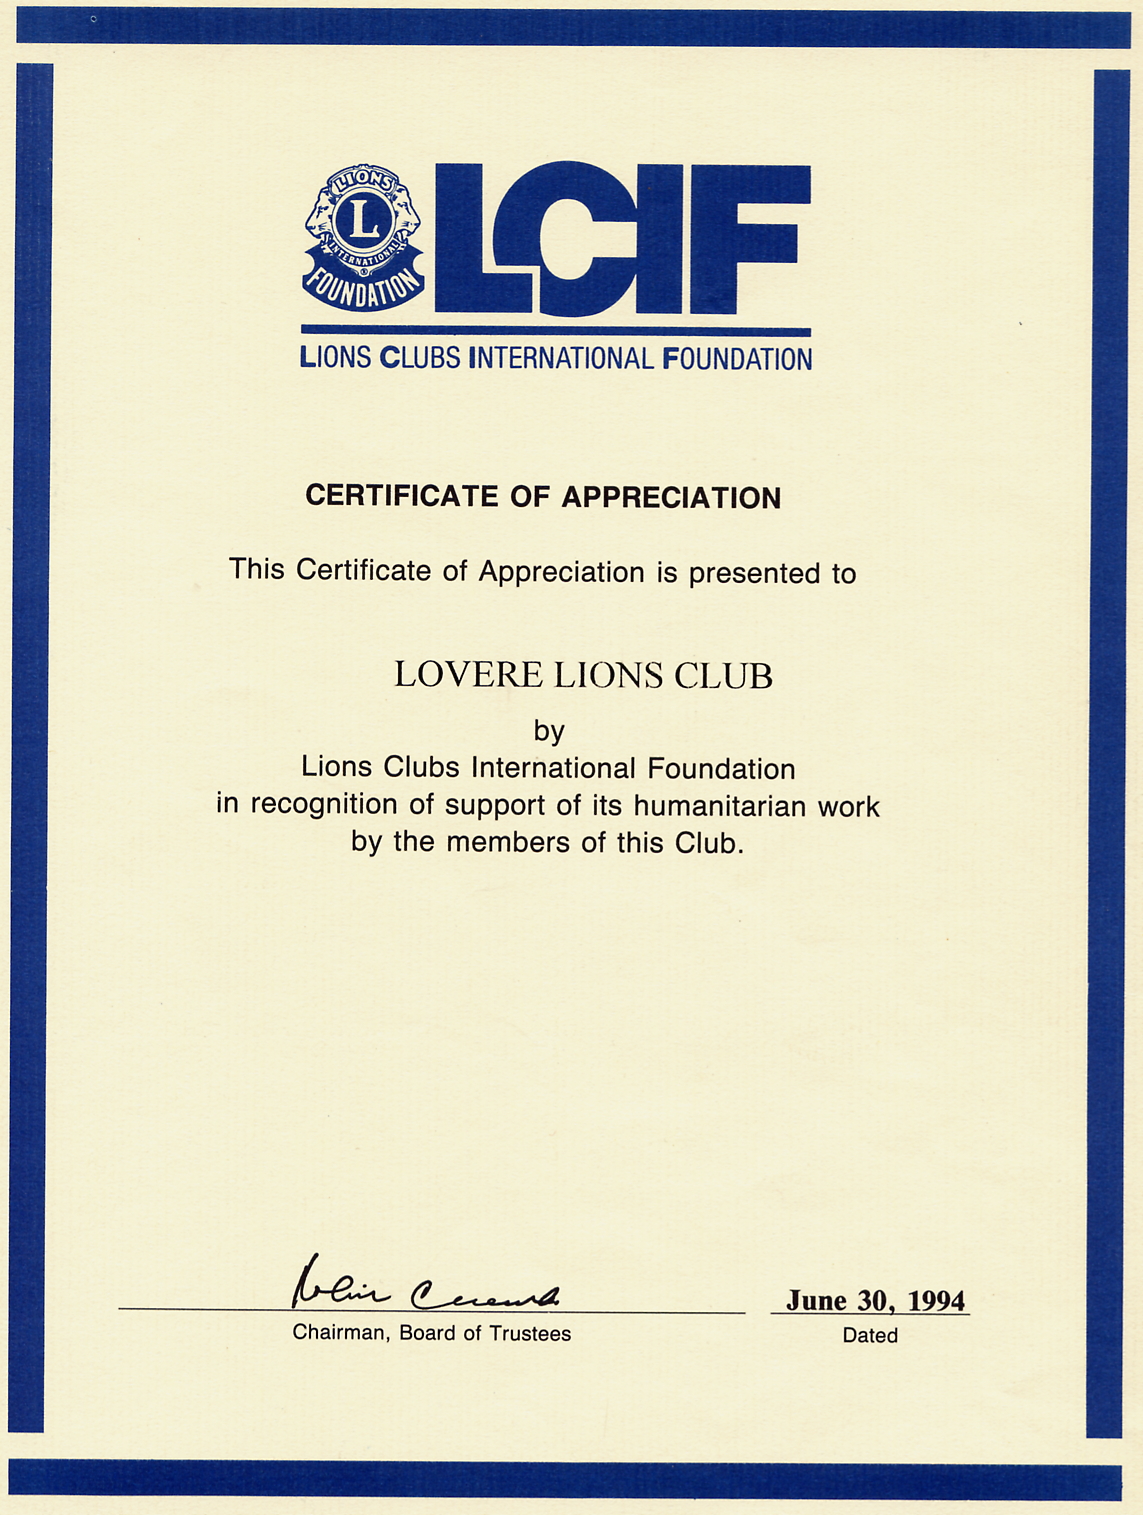 LIONS
L
INTERNATIONAL
®
FOUNDATION
LCIF
LIONS CLUBS INTERNATIONAL FOUNDATION
CERTIFICATE OF APPRECIATION
This Certificate of Appreciation is presented to
LOVERE LIONS CLUB
by
Lions Clubs International Foundation
in recognition of support of its humanitarian work
by the members of this Club.
June 30, 1994
Chairman, Board of Trustees
Dated